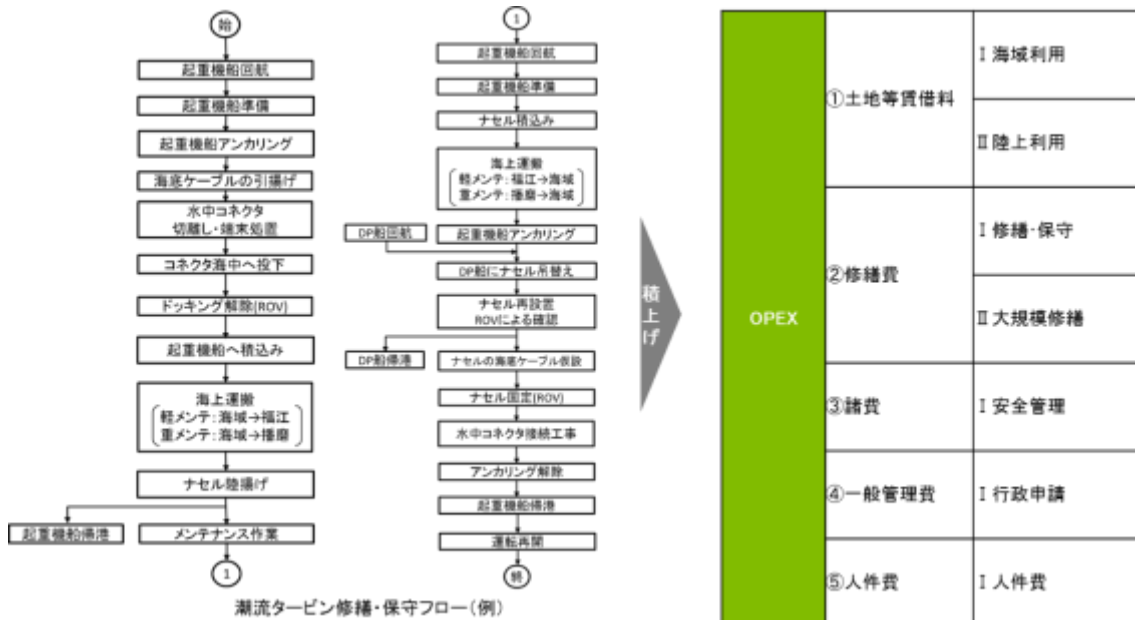 始
起重機船回航
起重機船準備
起重機船アンカリング
海底ケーブルの引揚げ
水中コネクタ
切離し・端末処置
コネクタ海中へ投下
ドッキング解除(ROV)
起重機船へ積込み
海上運搬
軽メンテ:海域→福江
重メンテ:海域→播磨
ナセル陸揚げ
起重機船帰港
メンテナンス作業
1
1
起重機船回航
起重機船準備
ナセル積込み
海上運搬
軽メンテ:福江→海域
重メンテ:播磨→海域
DP船回航
起重機船アンカリング
DP船にナセル吊替え
ナセル再設置
ROVによる確認
DP船帰港
ナセルの海底ケーブル仮設
ナセル固定(ROV)
水中コネクタ接続工事
アンカリング解除
起重機船帰港
運転再開
終
潮流タービン修繕・保守フロー(例)
積上げ
OPEX
①土地等賃借料
Ⅰ海域利用
Ⅱ陸上利用
②修繕費
Ⅰ修繕・保守
Ⅱ大規模修繕
③諸費
Ⅰ安全管理
④一般管理費
Ⅰ行政申請
⑤人件費
Ⅰ人件費